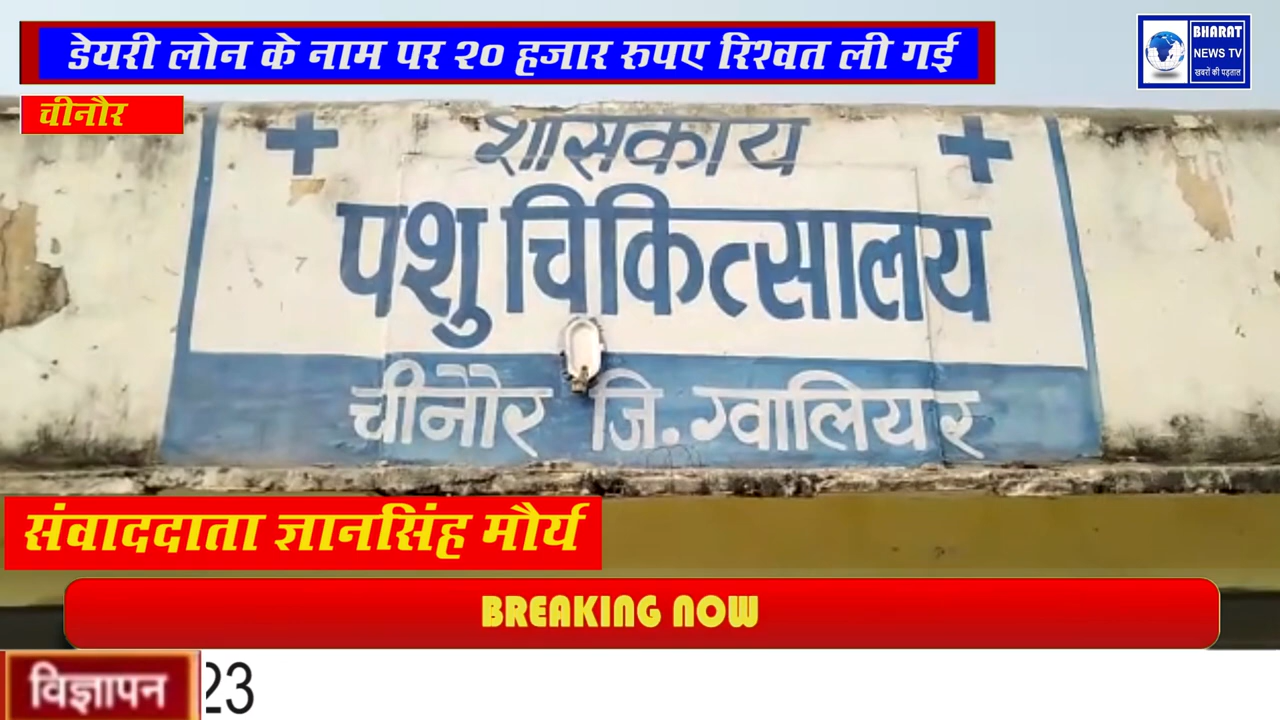 डेयरी लोन के नाम पर २० हजार रुपए रिश्वत ली गई
BHARAT
NEWS TV
खबरों की पड़ताल
चीनौर
शासकीय
पशु चिकित्सालय
चीनौर जि. ग्वालियर
संवाददाता ज्ञानसिंह मौर्य
BREAKING NOW
विज्ञापन 23